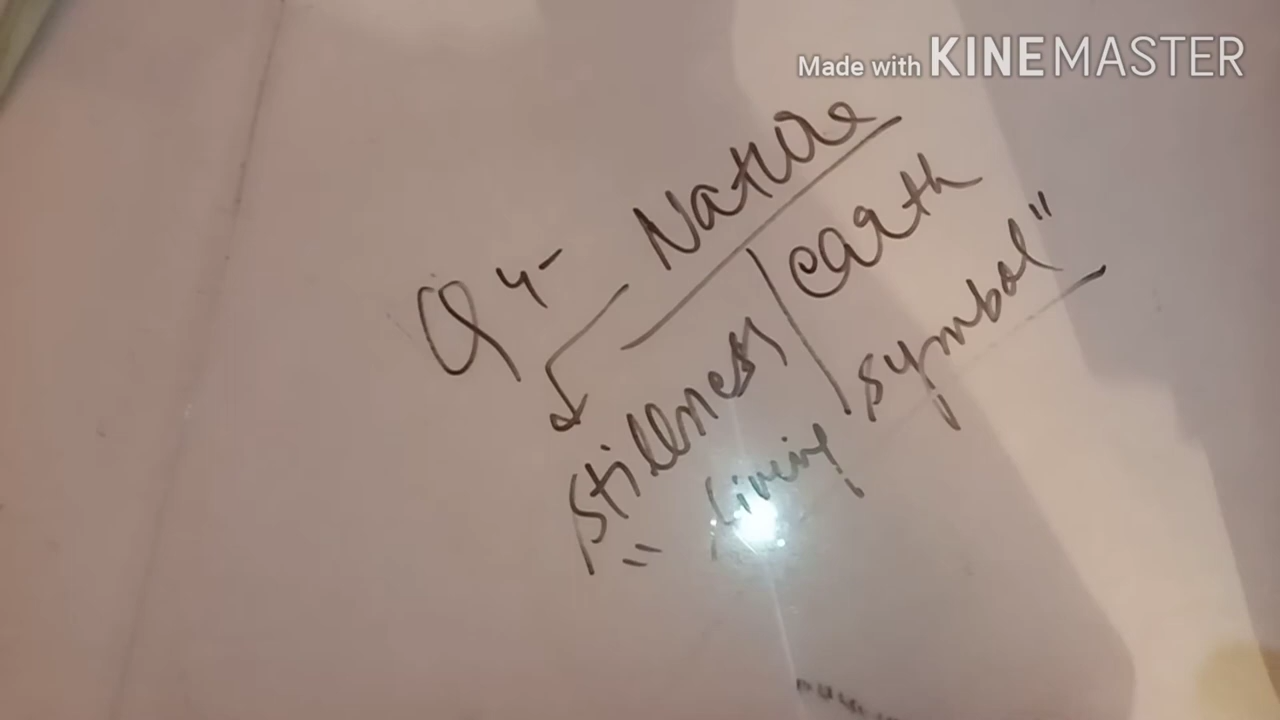 Made with KINEMASTER
Q4- Nature
Stillness / earth
"living symbol"